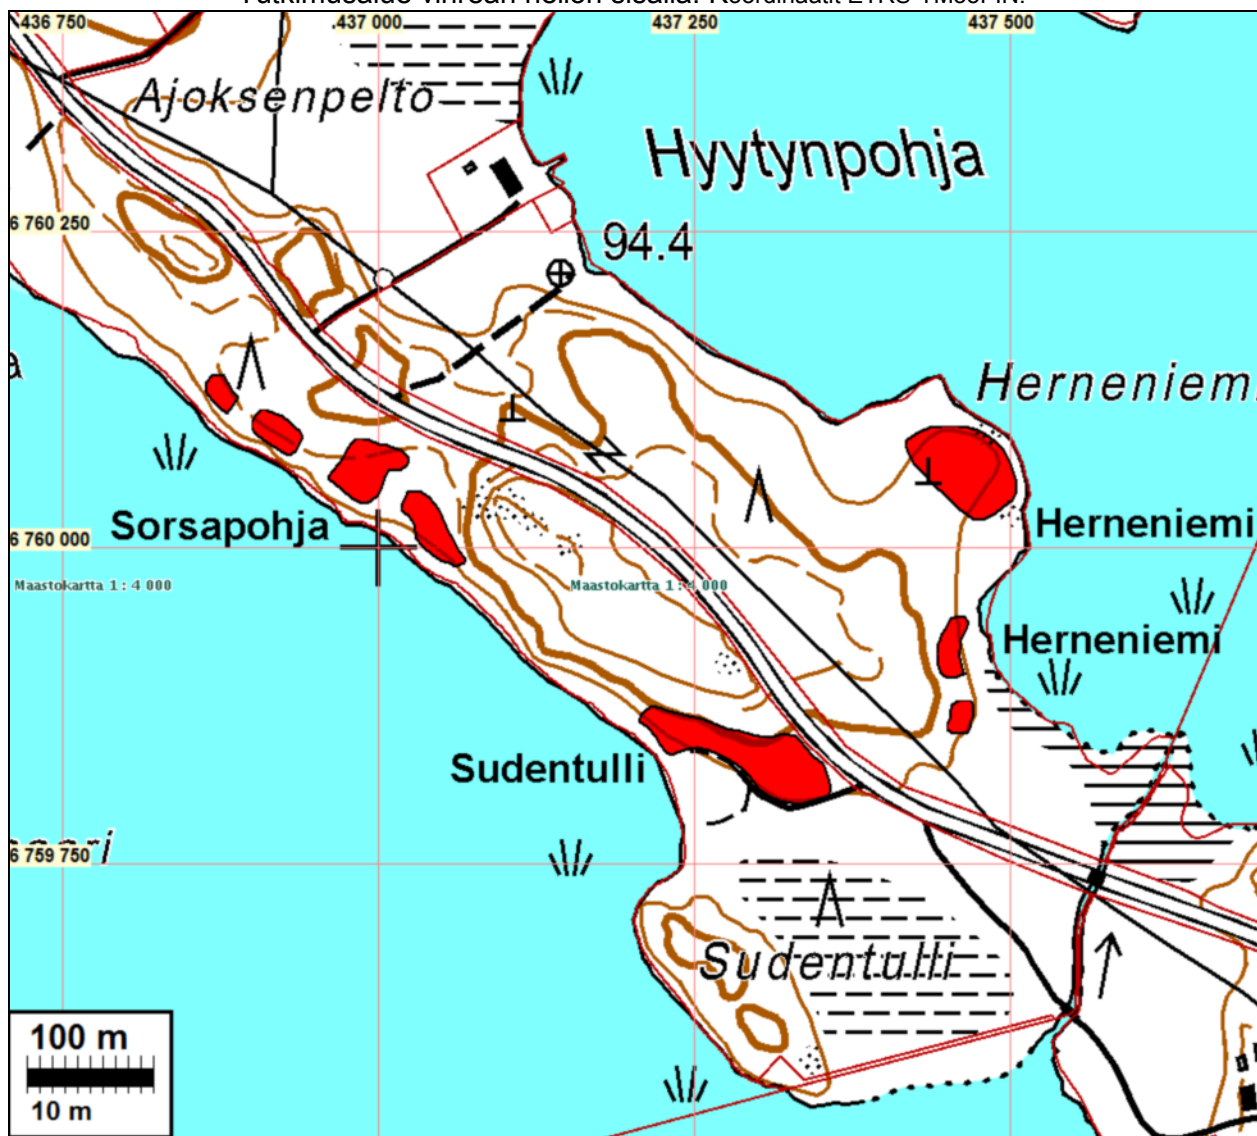 436 750
437 000
437 250
437 500
Ajoksenpelto
Hyytynpohja
6 760 250
94.4
Herneniemi
Sorsapohja
Herneniemi
6 760 000
Maastokartta 1 : 4 000
Maastokartta 1 : 4 000
Herneniemi
Sudentulli
6 759 750
Sudentulli
100 m
10 m